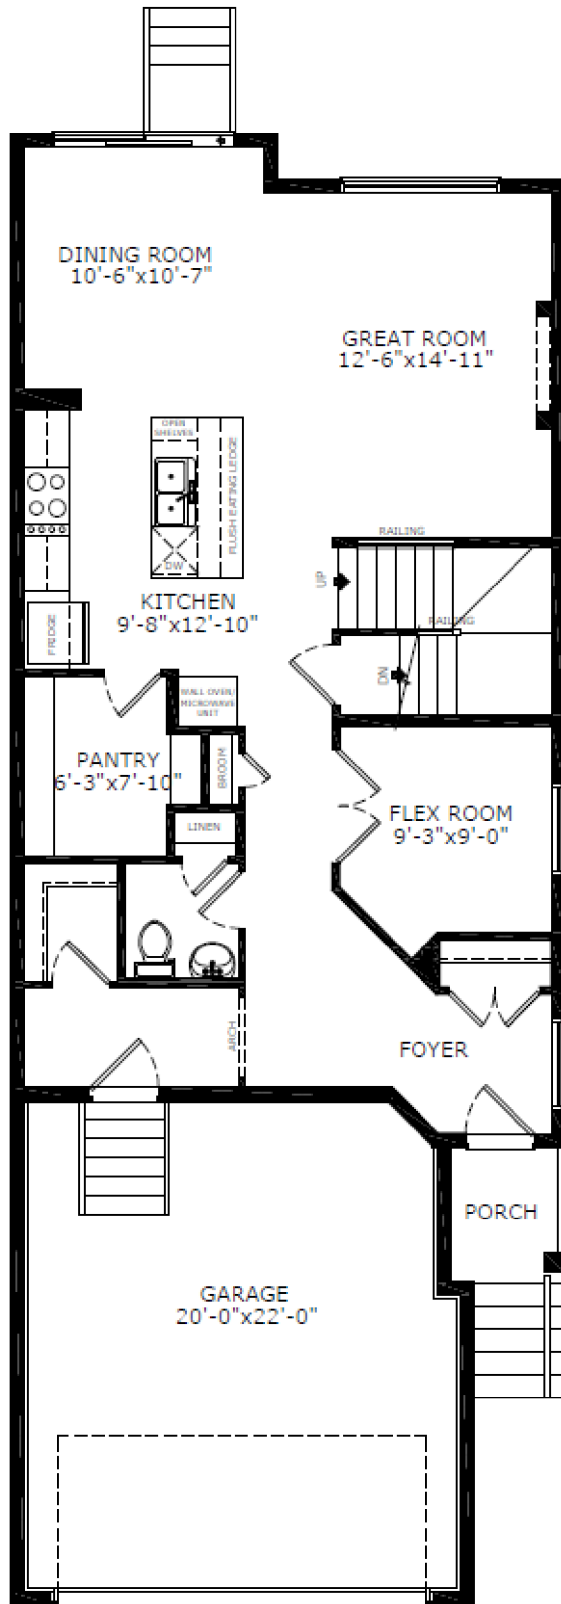 DINING ROOM
10'-6"x10'-7"
GREAT ROOM
12'-6"x14'-11"
OPEN
SHELVES
FLUSH EATING LEDGE
DW
RAILING
UP
KITCHEN
9'-8"x12'-10"
FRIDGE
RAILING
DN
WALL OVEN/
MICROWAVE
UNIT
PANTRY
6'-3"x7'-10"
BROOM
FLEX ROOM
9'-3"x9'-0"
LINEN
ARCH
FOYER
PORCH
GARAGE
20'-0"x22'-0"